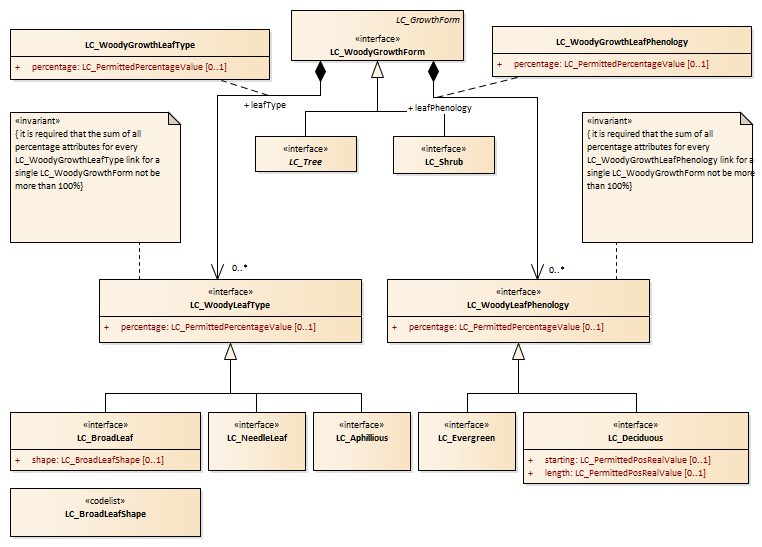 LC_GrowthForm
«interface»
LC_WoodyGrowthForm
LC_WoodyGrowthLeafType
+ percentage: LC_PermittedPercentageValue [0..1]
LC_WoodyGrowthLeafPhenology
+ percentage: LC_PermittedPercentageValue [0..1]
+ leafType
+ leafPhenology
«invariant»
{ it is required that the sum of all
percentage attributes for every
LC_WoodyGrowthLeafType link for a
single LC_WoodyGrowthForm not be
more than 100%}
«interface»
LC_Tree
«interface»
LC_Shrub
«invariant»
{ it is required that the sum of all
percentage attributes for every
LC_WoodyGrowthLeafPhenology link for a
single LC_WoodyGrowthForm not be more
than 100%}
0..*
0..*
«interface»
LC_WoodyLeafType
+ percentage: LC_PermittedPercentageValue [0..1]
«interface»
LC_WoodyLeafPhenology
+ percentage: LC_PermittedPercentageValue [0..1]
«interface»
LC_BroadLeaf
+ shape: LC_BroadLeafShape [0..1]
«interface»
LC_NeedleLeaf
«interface»
LC_Aphillious
«interface»
LC_Evergreen
«interface»
LC_Deciduous
+ starting: LC_PermittedPosRealValue [0..1]
+ length: LC_PermittedPosRealValue [0..1]
«codelist»
LC_BroadLeafShape